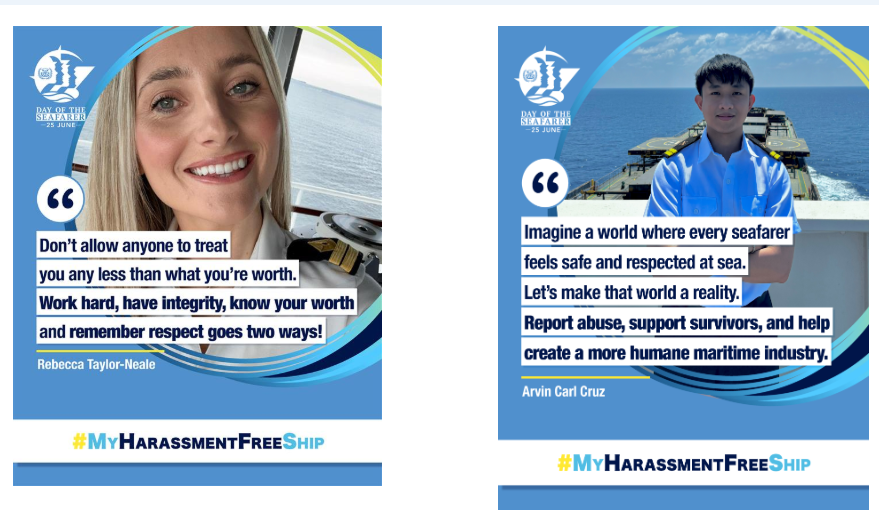 DAY OF THE
SEAFARER
25 JUNE
“
Don’t allow anyone to treat
you any less than what you’re worth.
Work hard, have integrity, know your worth
and remember respect goes two ways!
Rebecca Taylor-Neale
#MyHarassmentFreeShip
DAY OF THE
SEAFARER
25 JUNE
“
Imagine a world where every seafarer
feels safe and respected at sea.
Let’s make that world a reality.
Report abuse, support survivors, and help
create a more humane maritime industry.
Arvin Carl Cruz
#MyHarassmentFreeShip